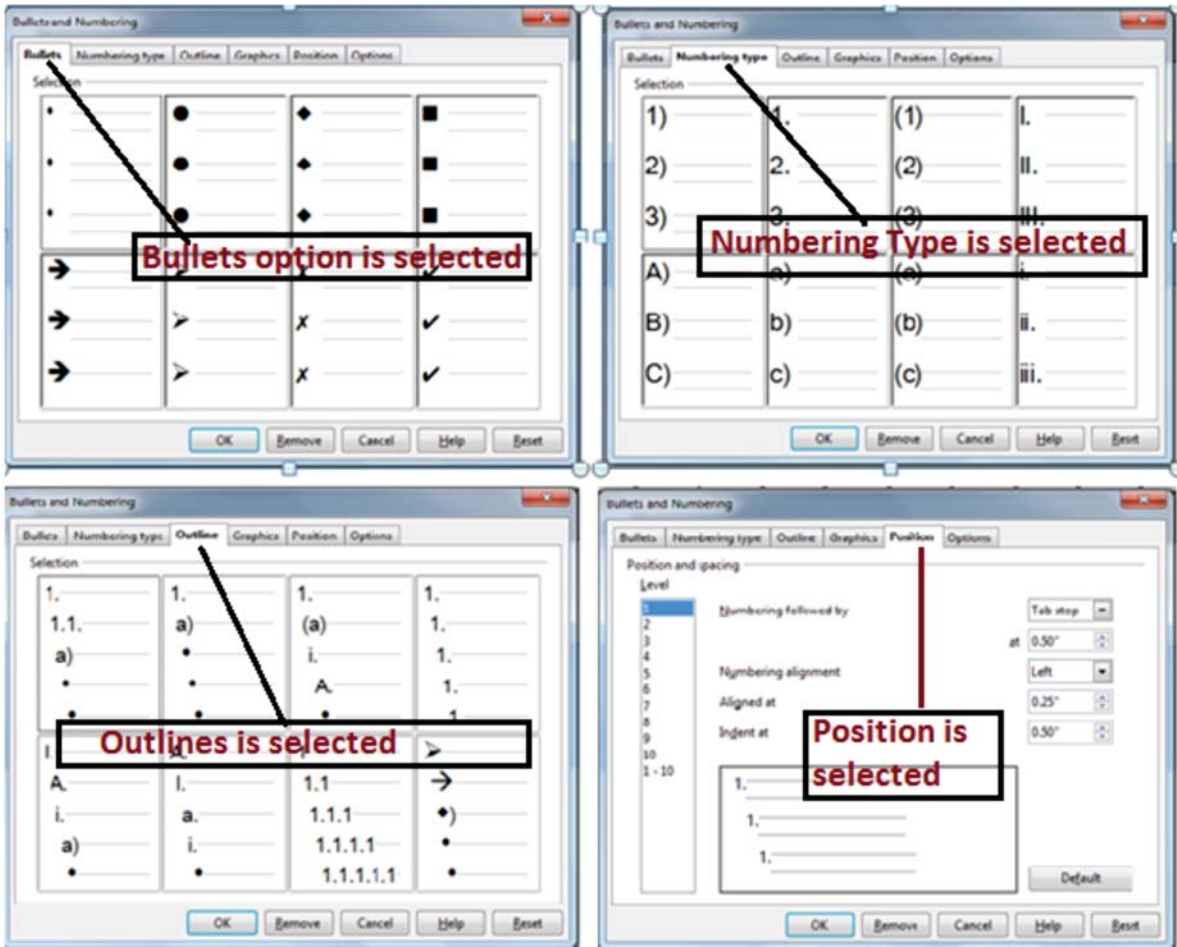 Bullets and Numbering
Bullets Numbering type Outline Graphics Position Options
Selection
Bullets option is selected
OK Remove Cancel Help Reset
Bullets and Numbering
Bullets Numbering type Outline Graphics Position Options
Selection
1) 1. (1) I.
2) 2. (2) II.
3) 3. (3) III.
Numbering Type is selected
A) a) (a) i.
B) b) (b) ii.
C) c) (c) iii.
OK Remove Cancel Help Reset
Bullets and Numbering
Bullets Numbering type Outline Graphics Position Options
Selection
1. 1. 1. 1.
1.1. a) (a) 1.
a) • i. 1.
• • A. 1.
• • • 1.
Outlines is selected
I. A. ➢
A. I. 1.1 →
i. a. 1.1.1 ◆)
a) i. 1.1.1.1 •
• • 1.1.1.1.1 •
OK Remove Cancel Help Reset
Bullets and Numbering
Bullets Numbering type Outline Graphics Position Options
Position and spacing
Level
1
2
3
4
5
6
7
8
9
10
1 - 10
Numbering followed by Tab stop
at 0.50"
Numbering alignment Left
Aligned at 0.25"
Indent at 0.50"
Position is
selected
1.
1.
1.
Default
OK Remove Cancel Help Reset